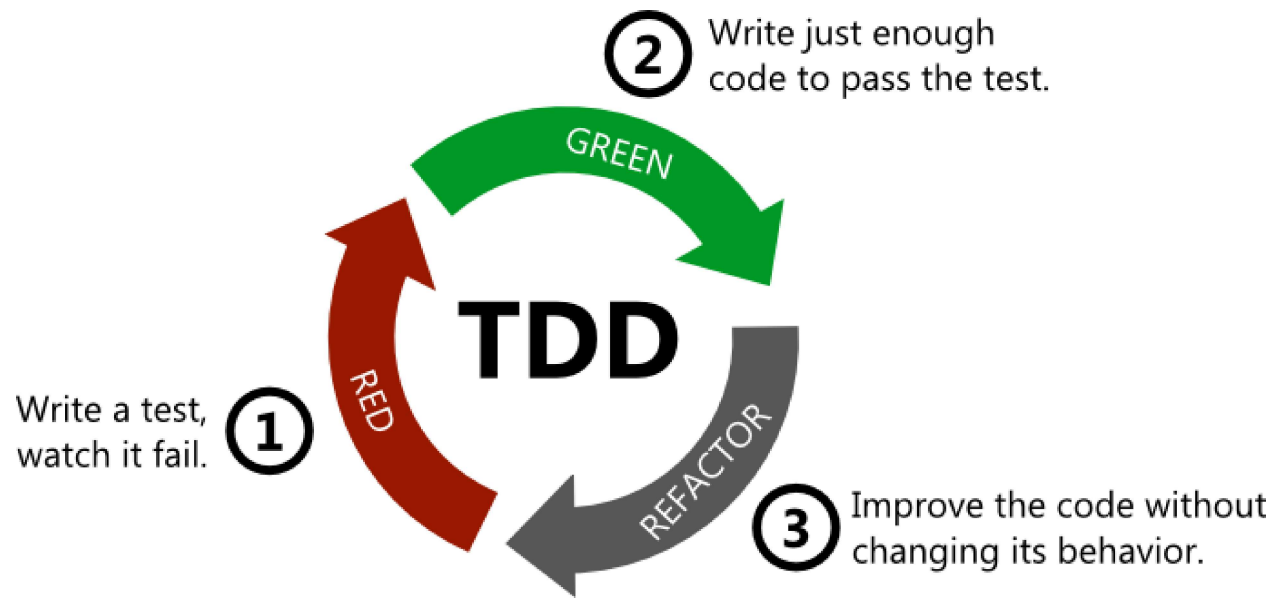 2
Write just enough
code to pass the test.
GREEN
TDD
RED
Write a test,
watch it fail.
1
REFACTOR
3
Improve the code without
changing its behavior.